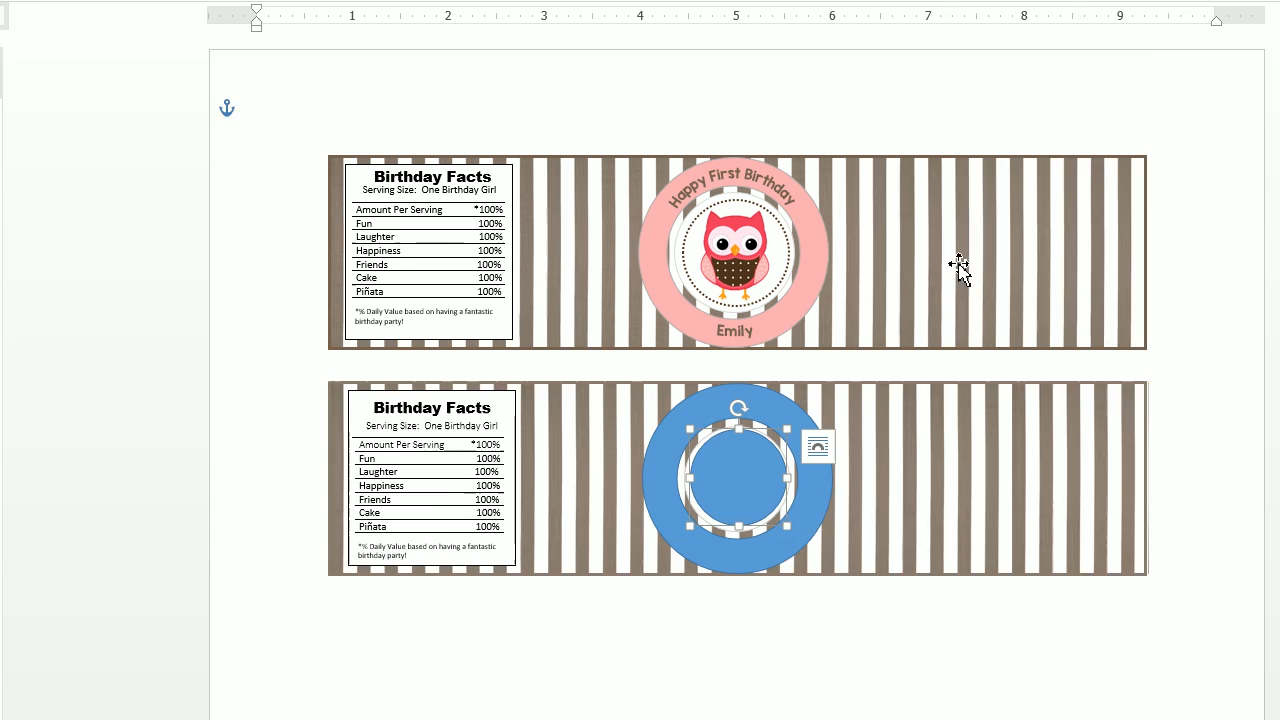 1 2 3 4 5 6 7 8 9
Birthday Facts
Serving Size: One Birthday Girl
Amount Per Serving *100%
Fun 100%
Laughter 100%
Happiness 100%
Friends 100%
Cake 100%
Piñata 100%
*% Daily Value based on having a fantastic
birthday party!
Happy First Birthday
Emily
Birthday Facts
Serving Size: One Birthday Girl
Amount Per Serving *100%
Fun 100%
Laughter 100%
Happiness 100%
Friends 100%
Cake 100%
Piñata 100%
*% Daily Value based on having a fantastic
birthday party!